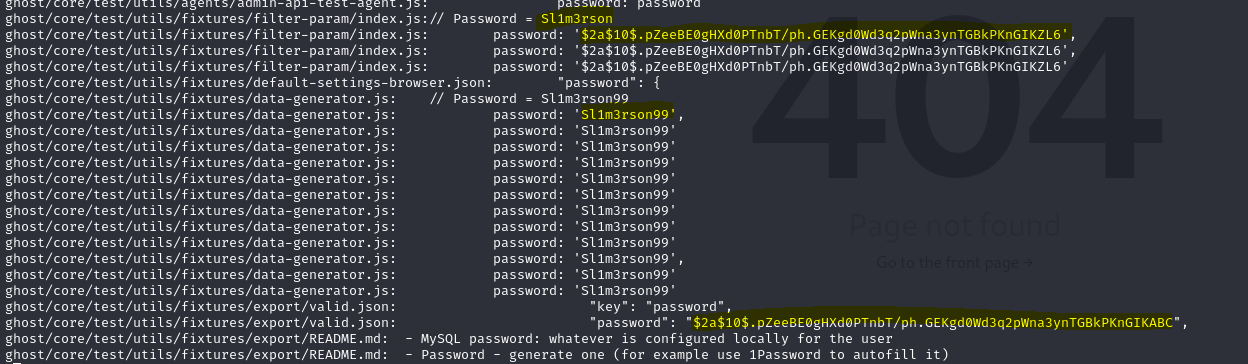 ghost/core/test/utils/agents/admin-api-test-agent.js: password: password
ghost/core/test/utils/fixtures/filter-param/index.js:// Password = Sl1m3rson
ghost/core/test/utils/fixtures/filter-param/index.js: password: '$2a$10$.pZeeBE0gHXd0PTnbT/ph.GEKgd0Wd3q2pWna3ynTGBkPKnGIKZL6',
ghost/core/test/utils/fixtures/filter-param/index.js: password: '$2a$10$.pZeeBE0gHXd0PTnbT/ph.GEKgd0Wd3q2pWna3ynTGBkPKnGIKZL6',
ghost/core/test/utils/fixtures/filter-param/index.js: password: '$2a$10$.pZeeBE0gHXd0PTnbT/ph.GEKgd0Wd3q2pWna3ynTGBkPKnGIKZL6'
ghost/core/test/utils/fixtures/default-settings-browser.json: "password": {
ghost/core/test/utils/fixtures/data-generator.js: // Password = Sl1m3rson99
ghost/core/test/utils/fixtures/data-generator.js: password: 'Sl1m3rson99',
ghost/core/test/utils/fixtures/data-generator.js: password: 'Sl1m3rson99'
ghost/core/test/utils/fixtures/data-generator.js: password: 'Sl1m3rson99'
ghost/core/test/utils/fixtures/data-generator.js: password: 'Sl1m3rson99'
ghost/core/test/utils/fixtures/data-generator.js: password: 'Sl1m3rson99'
ghost/core/test/utils/fixtures/data-generator.js: password: 'Sl1m3rson99'
ghost/core/test/utils/fixtures/data-generator.js: password: 'Sl1m3rson99'
ghost/core/test/utils/fixtures/data-generator.js: password: 'Sl1m3rson99'
ghost/core/test/utils/fixtures/data-generator.js: password: 'Sl1m3rson99'
ghost/core/test/utils/fixtures/data-generator.js: password: 'Sl1m3rson99',
ghost/core/test/utils/fixtures/data-generator.js: password: 'Sl1m3rson99'
ghost/core/test/utils/fixtures/data-generator.js: password: 'Sl1m3rson99'
ghost/core/test/utils/fixtures/export/valid.json: "key": "password",
ghost/core/test/utils/fixtures/export/valid.json: "password": "$2a$10$.pZeeBE0gHXd0PTnbT/ph.GEKgd0Wd3q2pWna3ynTGBkPKnGIKABC",
ghost/core/test/utils/fixtures/export/README.md: - MySQL password: whatever is configured locally for the user
ghost/core/test/utils/fixtures/export/README.md: - Password - generate one (for example use 1Password to autofill it)
404
Page not found
Go to the front page →